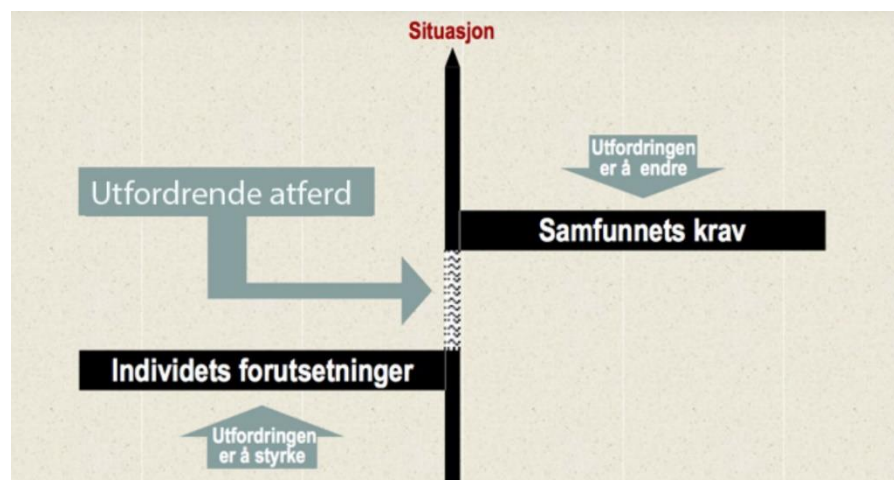 Situasjon
Utfordringen
er å endre
Utfordrende atferd
Samfunnets krav
Individets forutsetninger
Utfordringen
er å styrke